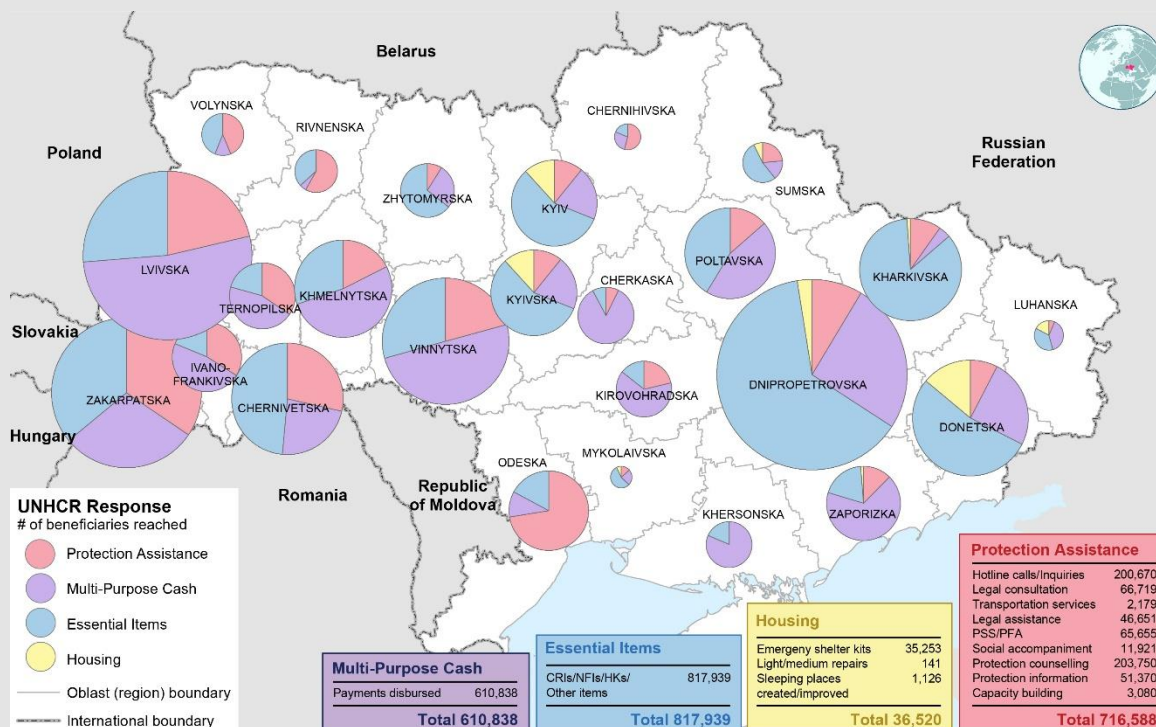 Belarus
VOLYNSKA
RIVNENSKA
CHERNIHIVSKA
Poland
Russian
Federation
ZHYTOMYRSKA
KYIV
SUMSKA
LVIVSKA
TERNOPILSKA
KHMELNYTSKA
KYIVSKA
CHERKASKA
POLTAVSKA
KHARKIVSKA
LUHANSKA
Slovakia
IVANO-
FRANKIVSKA
VINNYTSKA
ZAKARPATSKA
CHERNIVETSKA
KIROVOHRADSKA
DNIPROPETROVSKA
DONETSKA
Hungary
Romania
Republic
of Moldova
ODESKA
MYKOLAIVSKA
KHERSONSKA
ZAPORIZKA
UNHCR Response
# of beneficiaries reached
Protection Assistance
Multi-Purpose Cash
Essential Items
Housing
Oblast (region) boundary
International boundary
Multi-Purpose Cash
Payments disbursed 610,838
Total 610,838
Essential Items
CRIs/NFIs/HKs/ 817,939
Other items
Total 817,939
Housing
Emergeny shelter kits 35,253
Light/medium repairs 141
Sleeping places 1,126
created/improved
Total 36,520
Protection Assistance
Hotline calls/Inquiries 200,670
Legal consultation 66,719
Transportation services 2,179
Legal assistance 46,651
PSS/PFA 65,655
Social accompaniment 11,921
Protection counselling 203,750
Protection information 51,370
Capacity building 3,080
Total 716,588